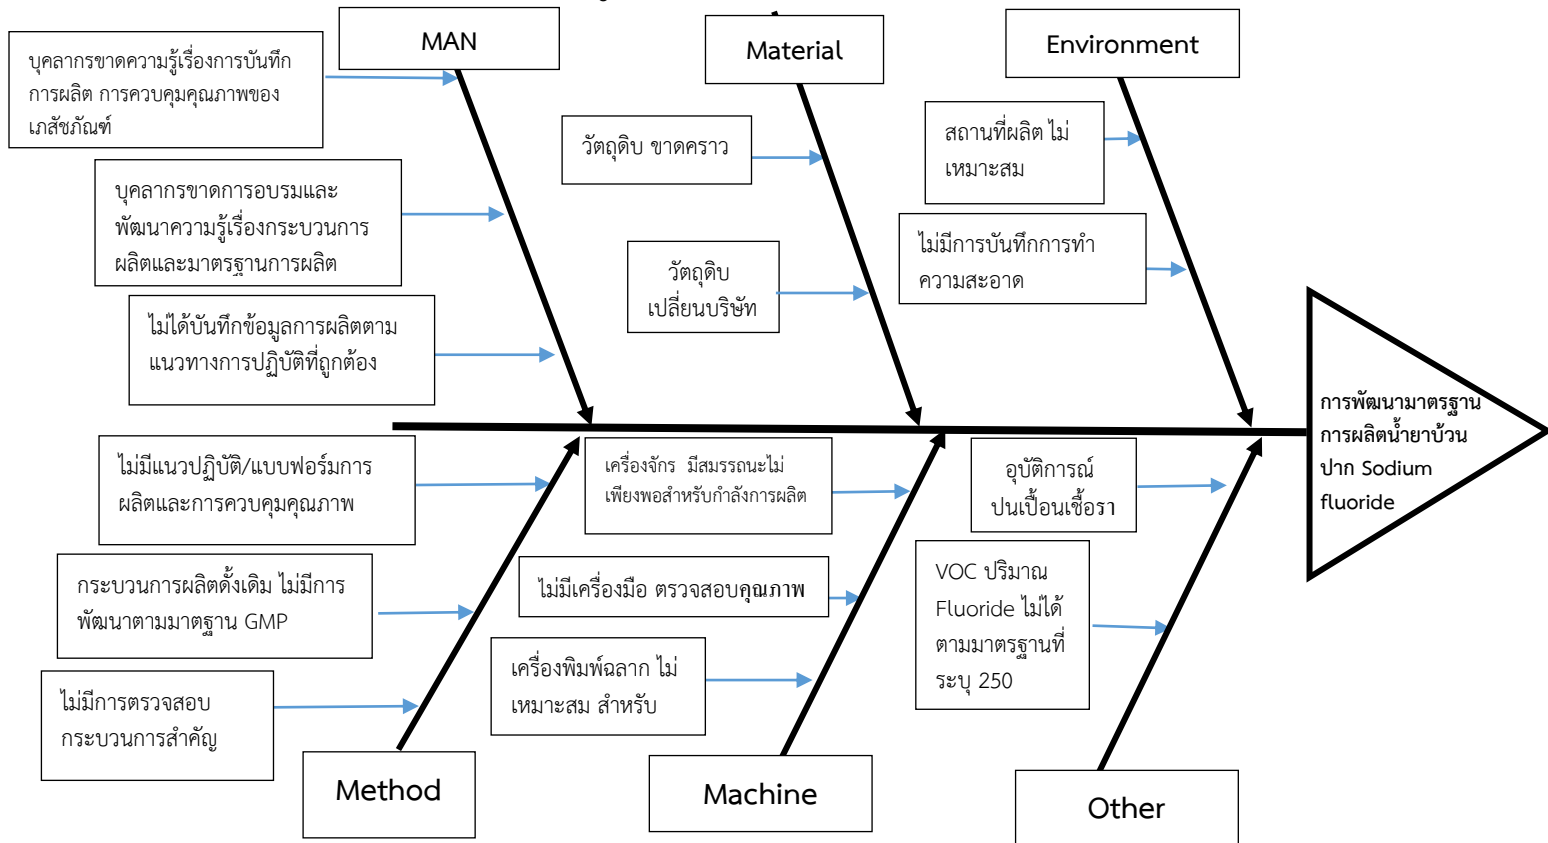 MAN
Material
Environment
บุคลากรขาดความรู้เรื่องการบันทึก
การผลิต การควบคุมคุณภาพของ
เภสัชภัณฑ์
บุคลากรขาดการอบรมและ
พัฒนาความรู้เรื่องกระบวนการ
ผลิตและมาตรฐานการผลิต
ไม่ได้บันทึกข้อมูลการผลิตตาม
แนวทางการปฏิบัติที่ถูกต้อง
วัตถุดิบ ขาดคราว
วัตถุดิบ
เปลี่ยนบริษัท
สถานที่ผลิต ไม่
เหมาะสม
ไม่มีการบันทึกการทำ
ความสะอาด
การพัฒนามาตรฐาน
การผลิตน้ำยาบ้วน
ปาก Sodium
fluoride
ไม่มีแนวปฏิบัติ/แบบฟอร์มการ
ผลิตและการควบคุมคุณภาพ
กระบวนการผลิตดั้งเดิม ไม่มีการ
พัฒนาตามมาตฐาน GMP
ไม่มีการตรวจสอบ
กระบวนการสำคัญ
เครื่องจักร มีสมรรถนะไม่
เพียงพอสำหรับกำลังการผลิต
ไม่มีเครื่องมือ ตรวจสอบคุณภาพ
เครื่องพิมพ์ฉลาก ไม่
เหมาะสม สำหรับ
อุบัติการณ์
ปนเปื้อนเชื้อรา
VOC ปริมาณ
Fluoride ไม่ได้
ตามมาตรฐานที่
ระบุ 250
Method
Machine
Other